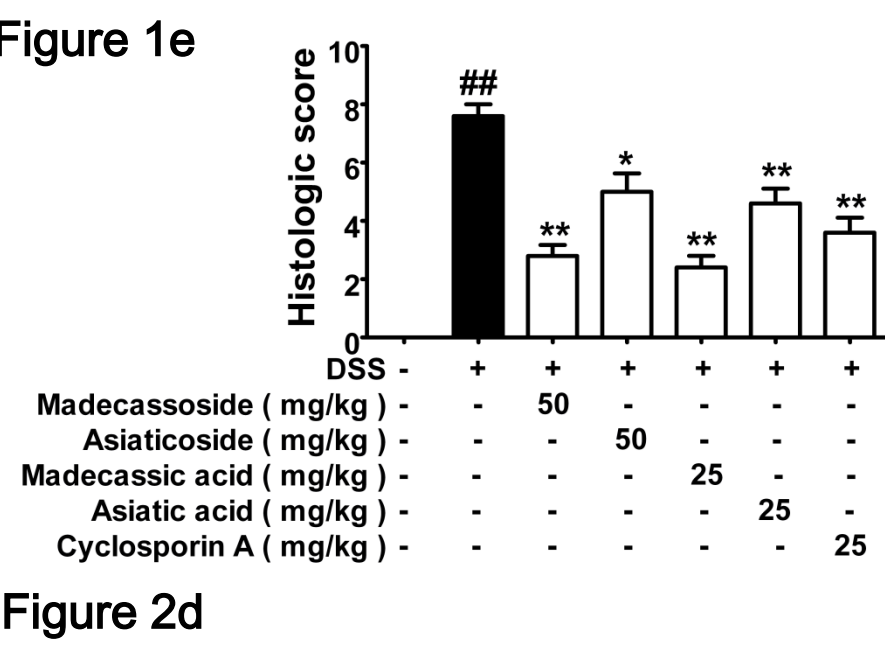 Figure 1e
Histologic score
10
8
6
4
2
0
##
**
*
**
**
**
DSS - + + + + + +
Madecassoside ( mg/kg ) - - 50 - - - -
Asiaticoside ( mg/kg ) - - - 50 - - -
Madecassic acid ( mg/kg ) - - - - 25 - -
Asiatic acid ( mg/kg ) - - - - - 25 -
Cyclosporin A ( mg/kg ) - - - - - - 25
Figure 2d